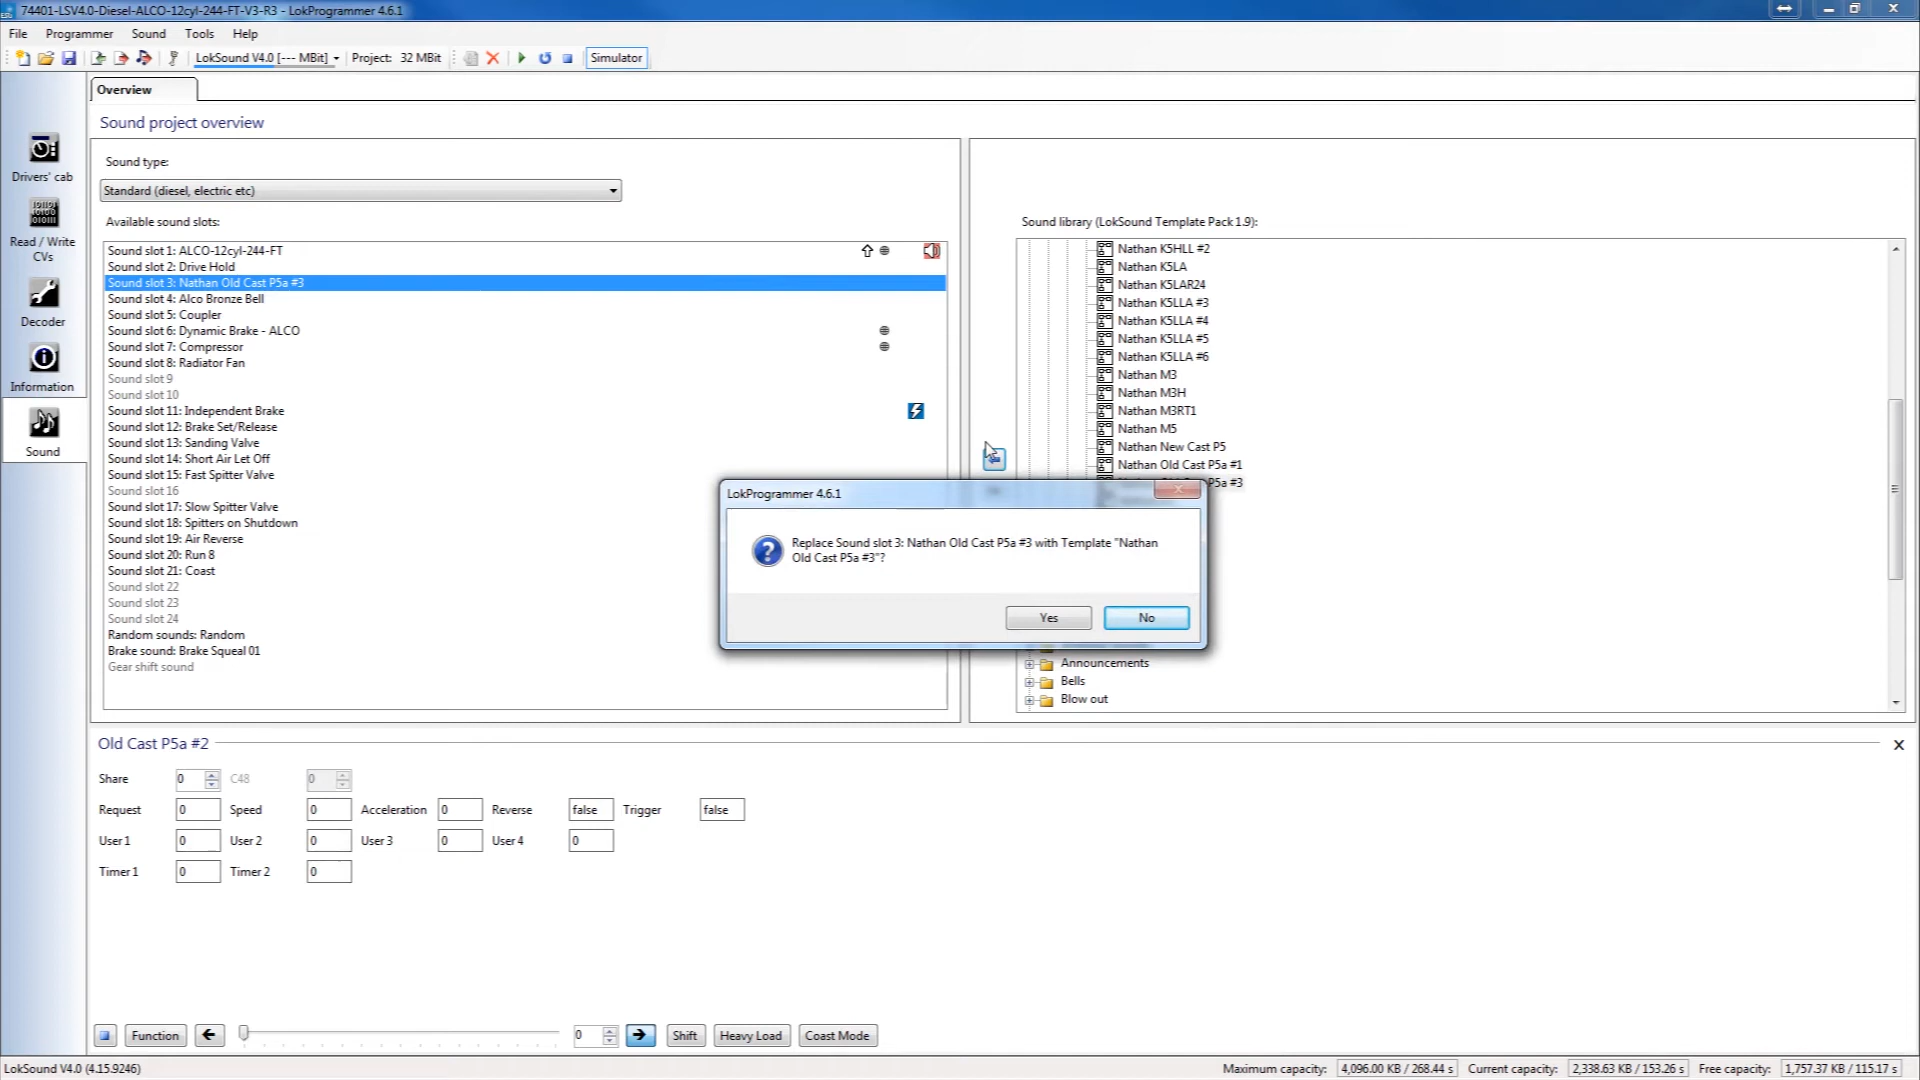 74401-LSV4.0-Diesel-ALCO-12cyl-244-FT-V3-R3 - LokProgrammer 4.6.1
File Programmer Sound Tools Help
LokSound V4.0 [--- MBit] Project: 32 MBit Simulator
Overview
Sound project overview
Drivers' cab
Read / Write
CVs
Decoder
Information
Sound
Sound type:
Standard (diesel, electric etc)
Available sound slots:
Sound slot 1: ALCO-12cyl-244-FT
Sound slot 2: Drive Hold
Sound slot 3: Nathan Old Cast P5a #3
Sound slot 4: Alco Bronze Bell
Sound slot 5: Coupler
Sound slot 6: Dynamic Brake - ALCO
Sound slot 7: Compressor
Sound slot 8: Radiator Fan
Sound slot 9
Sound slot 10
Sound slot 11: Independent Brake
Sound slot 12: Brake Set/Release
Sound slot 13: Sanding Valve
Sound slot 14: Short Air Let Off
Sound slot 15: Fast Spitter Valve
Sound slot 16
Sound slot 17: Slow Spitter Valve
Sound slot 18: Spitters on Shutdown
Sound slot 19: Air Reverse
Sound slot 20: Run 8
Sound slot 21: Coast
Sound slot 22
Sound slot 23
Sound slot 24
Random sounds: Random
Brake sound: Brake Squeal 01
Gear shift sound
Sound library (LokSound Template Pack 1.9):
Nathan K5HLL #2
Nathan K5LA
Nathan K5LAR24
Nathan K5LLA #3
Nathan K5LLA #4
Nathan K5LLA #5
Nathan K5LLA #6
Nathan M3
Nathan M3H
Nathan M3RT1
Nathan M5
Nathan New Cast P5
Nathan Old Cast P5a #1
P5a #3
Announcements
Bells
Blow out
LokProgrammer 4.6.1
Replace Sound slot 3: Nathan Old Cast P5a #3 with Template "Nathan
Old Cast P5a #3"?
Yes No
Old Cast P5a #2
Share 0 C48 0
Request 0 Speed 0 Acceleration 0 Reverse false Trigger false
User 1 0 User 2 0 User 3 0 User 4 0
Timer 1 0 Timer 2 0
Function 0 Shift Heavy Load Coast Mode
LokSound V4.0 (4.15.9246) Maximum capacity: 4,096.00 KB / 268.44 s Current capacity: 2,338.63 KB / 153.26 s Free capacity: 1,757.37 KB / 115.17 s